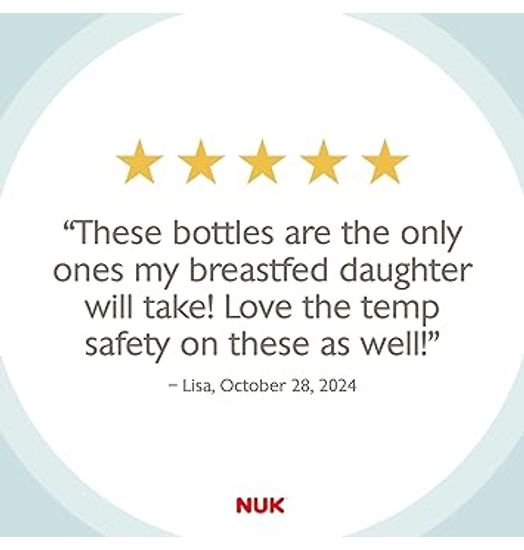 “These bottles are the only
ones my breastfed daughter
will take! Love the temp
safety on these as well!”
– Lisa, October 28, 2024
NUK